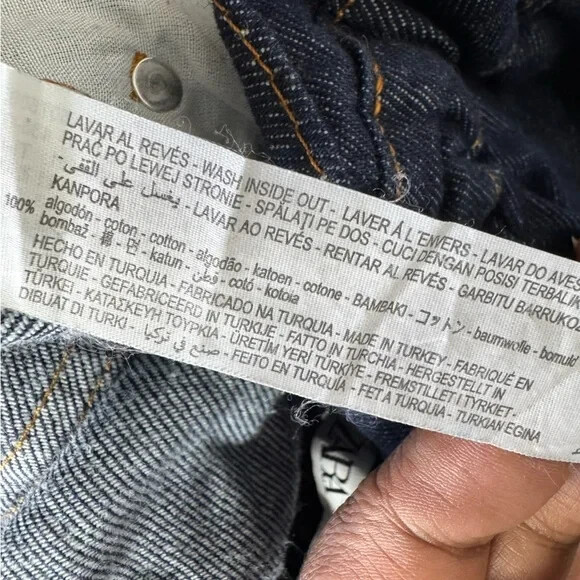 LAVAR AL REVÉS - WASH INSIDE OUT - LAVER Á L'ENVERS - LAVAR DO AVES
PRAĆ PO LEWEJ STRONIE - SPĂLAȚI PE DOS - CUCI DENGAN POSISI TERBALIK
- يغسل على القفى - LAVAR AO REVÉS - RENTAR AL REVÉS - GARBITU BARRUKO
KANPORA
100% algodón - coton - cotton - algodão - katoen - cotone - BAMBAKI - コットン - baumwolle - bomuld
bombaž - 棉 - 면 - katun - قطن - cotó - kotoia
HECHO EN TURQUIA - FABRICADO NA TURQUIA - MADE IN TURKEY - FABRIQUÉ EN
TURQUIE - GEFABRICEERD IN TURKIJE - FATTO IN TURCHIA - HERGESTELLT IN
TÜRKEI - ΚΑΤΑΣΚΕΥΗ ΤΟΥΡΚΙΑ - ÜRETİM YERİ TÜRKİYE - FREMSTILLET I TYRKIET -
DIBUAT DI TURKI - صنع في تركيا - FEITO EN TURQUÍA - FET A TURQUIA - TURKIAN EGINA
ZARA